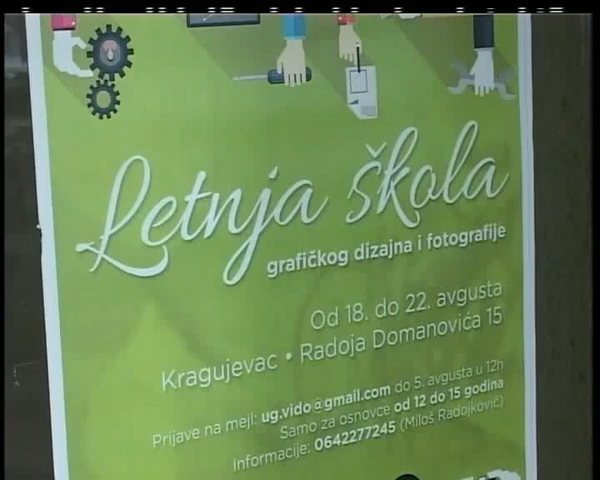 Letnja škola
grafičkog dizajna i fotografije
Od 18. do 22. avgusta
Kragujevac • Radoja Domanovića 15
Prijave na mejl: ug.vido@gmail.com do 5. avgusta u 12h
Samo za osnovce od 12 do 15 godina
Informacije: 0642277245 (Miloš Radojković)